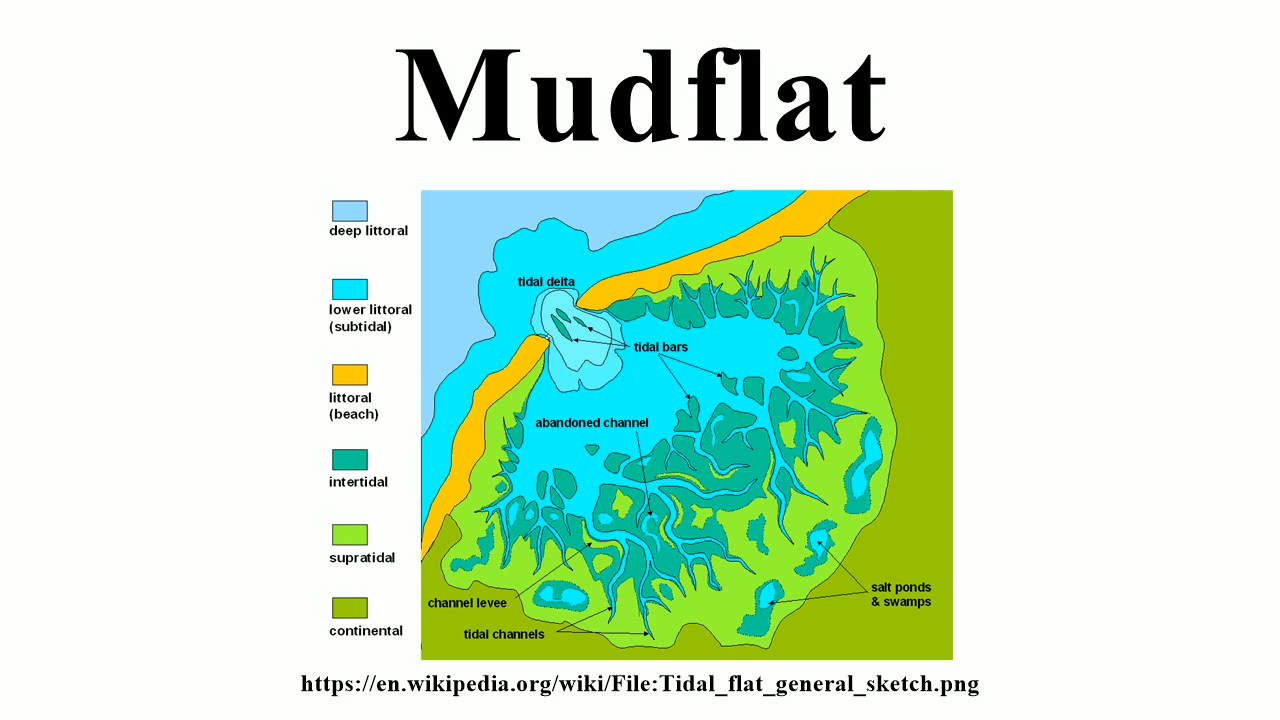 Mudflat
deep littoral
lower littoral
(subtidal)
littoral
(beach)
intertidal
supratidal
continental
tidal delta
tidal bars
abandoned channel
channel levee
tidal channels
salt ponds
& swamps
https://en.wikipedia.org/wiki/File:Tidal_flat_general_sketch.png